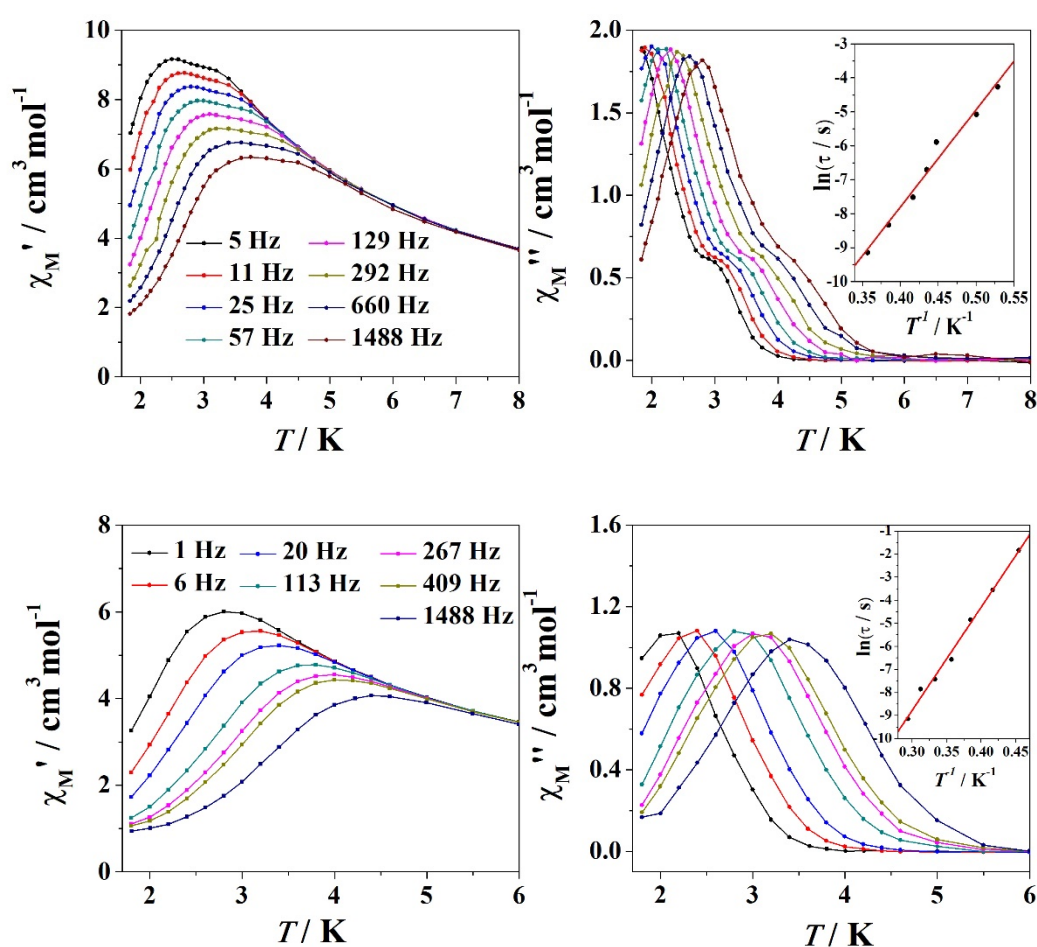 χM' / cm³ mol⁻¹
10
8
6
4
2
0
5 Hz
11 Hz
25 Hz
57 Hz
129 Hz
292 Hz
660 Hz
1488 Hz
2 3 4 5 6 7 8
T / K
χM'' / cm³ mol⁻¹
2.0
1.5
1.0
0.5
0.0
2 3 4 5 6 7 8
T / K
ln(τ / s)
-3
-4
-5
-6
-7
-8
-9
-10
0.34 0.40 0.45 0.50 0.55
T⁻¹ / K⁻¹
χM' / cm³ mol⁻¹
8
6
4
2
0
1 Hz
6 Hz
20 Hz
113 Hz
267 Hz
409 Hz
1488 Hz
2 3 4 5 6
T / K
χM'' / cm³ mol⁻¹
1.6
1.2
0.8
0.4
0.0
2 3 4 5 6
T / K
ln(τ / s)
-1
-2
-3
-4
-5
-6
-7
-8
-9
-10
0.30 0.35 0.40 0.45
T⁻¹ / K⁻¹